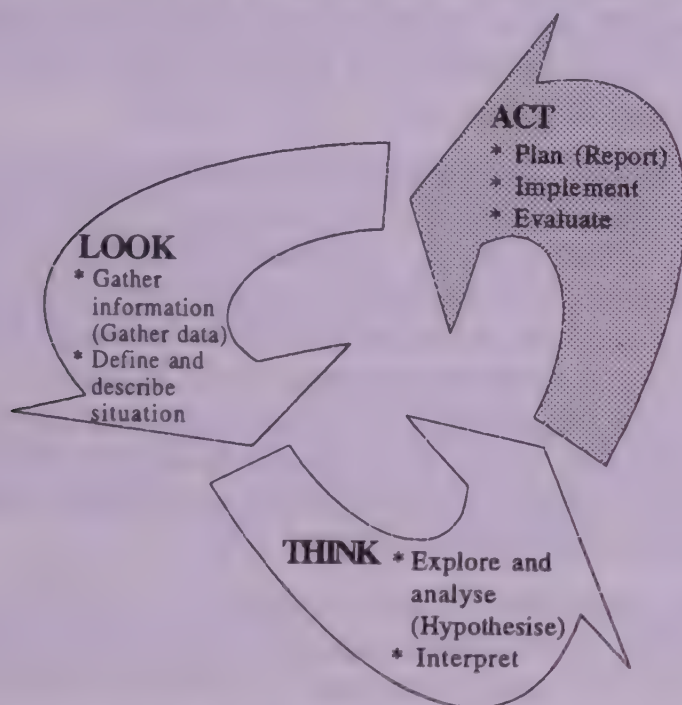 LOOK
* Gather
information
(Gather data)
* Define and
describe
situation
THINK
* Explore and
analyse
(Hypothesise)
* Interpret
ACT
* Plan (Report)
* Implement
* Evaluate